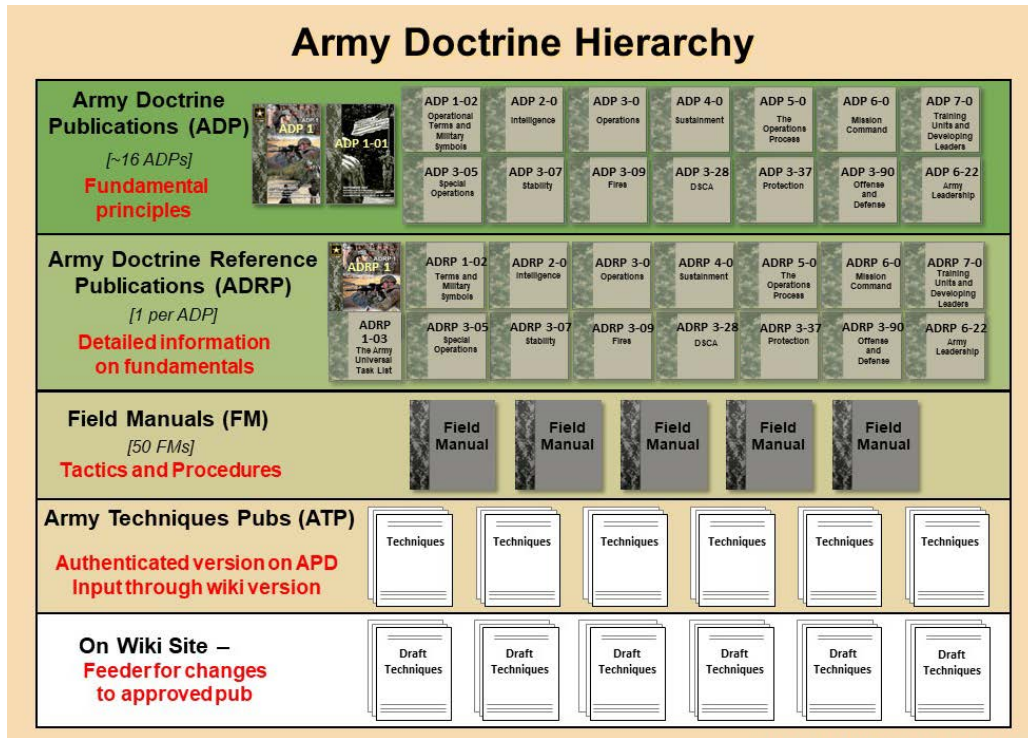 Army Doctrine Hierarchy
Army Doctrine
Publications (ADP)
[~16 ADPs]
Fundamental
principles
ADP 1
ADP 1-01
ADP 1-02
Operational
Terms and
Military
Symbols
ADP 2-0
Intelligence
ADP 3-0
Operations
ADP 4-0
Sustainment
ADP 5-0
The
Operations
Process
ADP 6-0
Mission
Command
ADP 7-0
Training
Units and
Developing
Leaders
ADP 3-05
Special
Operations
ADP 3-07
Stability
ADP 3-09
Fires
ADP 3-28
DSCA
ADP 3-37
Protection
ADP 3-90
Offense
and
Defense
ADP 6-22
Army
Leadership
Army Doctrine Reference
Publications (ADRP)
[1 per ADP]
Detailed information
on fundamentals
ADRP 1
ADRP 1-02
Terms and
Military
Symbols
ADRP 2-0
Intelligence
ADRP 3-0
Operations
ADRP 4-0
Sustainment
ADRP 5-0
The
Operations
Process
ADRP 6-0
Mission
Command
ADRP 7-0
Training
Units and
Developing
Leaders
ADRP
1-03
The Army
Universal
Task List
ADRP 3-05
Special
Operations
ADRP 3-07
Stability
ADRP 3-09
Fires
ADRP 3-28
DSCA
ADRP 3-37
Protection
ADRP 3-90
Offense
and
Defense
ADRP 6-22
Army
Leadership
Field Manuals (FM)
[50 FMs]
Tactics and Procedures
Field
Manual
Field
Manual
Field
Manual
Field
Manual
Field
Manual
Army Techniques Pubs (ATP)
Authenticated version on APD
Input through wiki version
Techniques
Techniques
Techniques
Techniques
Techniques
Techniques
On Wiki Site –
Feeder for changes
to approved pub
Draft
Techniques
Draft
Techniques
Draft
Techniques
Draft
Techniques
Draft
Techniques
Draft
Techniques